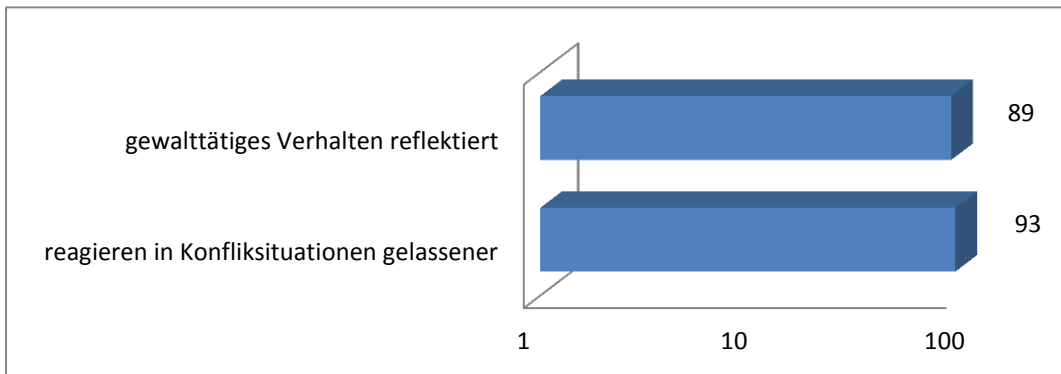 gewalttätiges Verhalten reflektiert
89
reagieren in Konfliksituationen gelassener
93
1 10 100